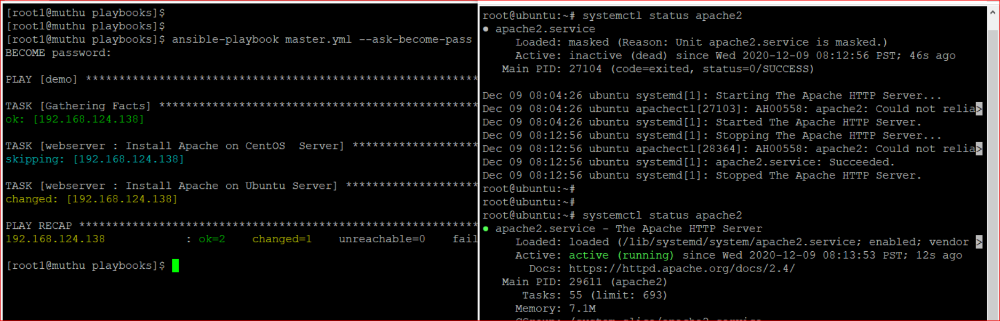 [root1@muthu playbooks]$
[root1@muthu playbooks]$
[root1@muthu playbooks]$ ansible-playbook master.yml --ask-become-pass
BECOME password:
PLAY [demo] ***********************************************************
TASK [Gathering Facts] ************************************************
ok: [192.168.124.138]
TASK [webserver : Install Apache on CentOS  Server] *******************
skipping: [192.168.124.138]
TASK [webserver : Install Apache on Ubuntu Server] ********************
changed: [192.168.124.138]
PLAY RECAP ************************************************************
192.168.124.138            : ok=2    changed=1    unreachable=0    fail
[root1@muthu playbooks]$
root@ubuntu:~# systemctl status apache2
● apache2.service
Loaded: masked (Reason: Unit apache2.service is masked.)
Active: inactive (dead) since Wed 2020-12-09 08:12:56 PST; 46s ago
Main PID: 27104 (code=exited, status=0/SUCCESS)
Dec 09 08:04:26 ubuntu systemd[1]: Starting The Apache HTTP Server...
Dec 09 08:04:26 ubuntu apachectl[27103]: AH00558: apache2: Could not relia>
Dec 09 08:04:26 ubuntu systemd[1]: Started The Apache HTTP Server.
Dec 09 08:12:56 ubuntu systemd[1]: Stopping The Apache HTTP Server...
Dec 09 08:12:56 ubuntu apachectl[28364]: AH00558: apache2: Could not relia>
Dec 09 08:12:56 ubuntu systemd[1]: apache2.service: Succeeded.
Dec 09 08:12:56 ubuntu systemd[1]: Stopped The Apache HTTP Server.
root@ubuntu:~#
root@ubuntu:~#
root@ubuntu:~# systemctl status apache2
● apache2.service - The Apache HTTP Server
Loaded: loaded (/lib/systemd/system/apache2.service; enabled; vendor >
Active: active (running) since Wed 2020-12-09 08:13:53 PST; 12s ago
Docs: https://httpd.apache.org/docs/2.4/
Main PID: 29611 (apache2)
Tasks: 55 (limit: 693)
Memory: 7.1M